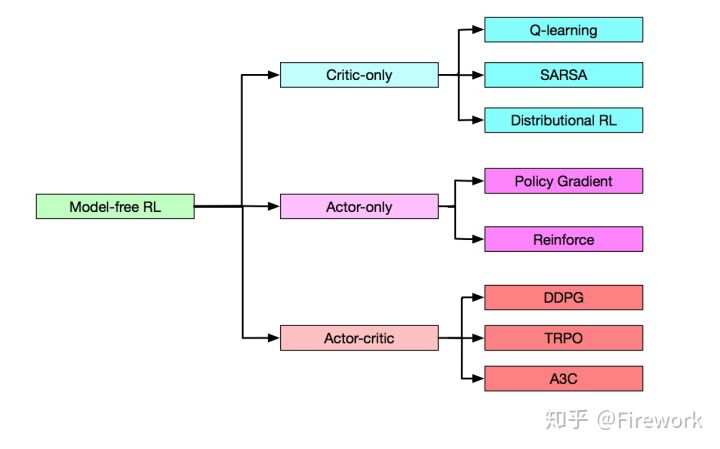 Q-learning
Critic-only
SARSA
Distributional RL
Policy Gradient
Model-free RL
Actor-only
Reinforce
DDPG
Actor-critic
TRPO
A3C
知乎 @Firework